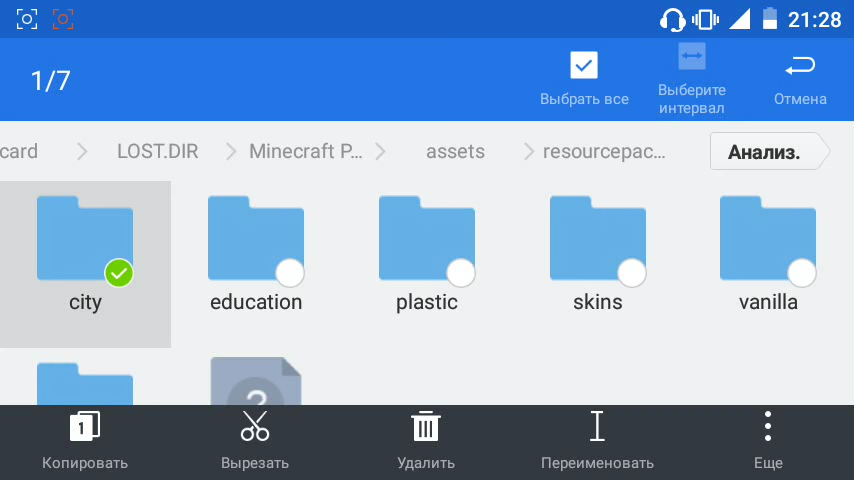 21:28
1/7
Выбрать все
Выберите
интервал
Отмена
card
LOST.DIR
Minecraft P...
assets
resourcepac...
Анализ.
city
education
plastic
skins
vanilla
?
1
Копировать
Вырезать
Удалить
Переименовать
Еще